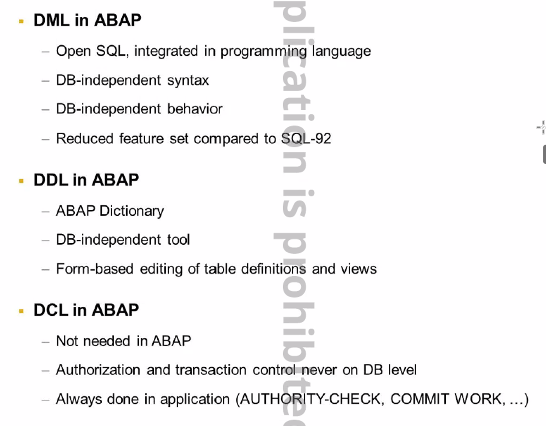 DML in ABAP
– Open SQL, integrated in programming language
– DB-independent syntax
– DB-independent behavior
– Reduced feature set compared to SQL-92
DDL in ABAP
– ABAP Dictionary
– DB-independent tool
– Form-based editing of table definitions and views
DCL in ABAP
– Not needed in ABAP
– Authorization and transaction control never on DB level
– Always done in application (AUTHORITY-CHECK, COMMIT WORK, …)
plication is prohibite